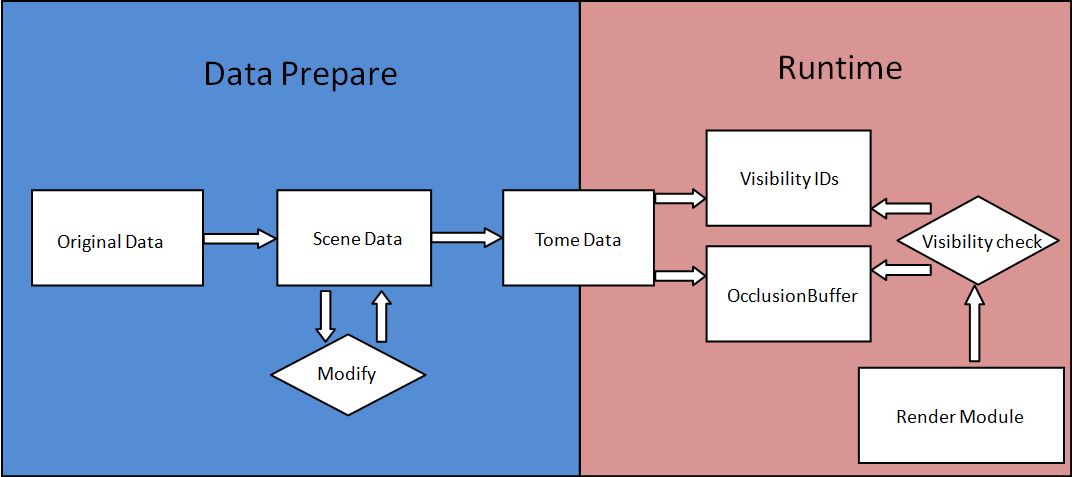 Data Prepare
Runtime
Original Data
Scene Data
Tome Data
Modify
Visibility IDs
OcclusionBuffer
Visibility check
Render Module